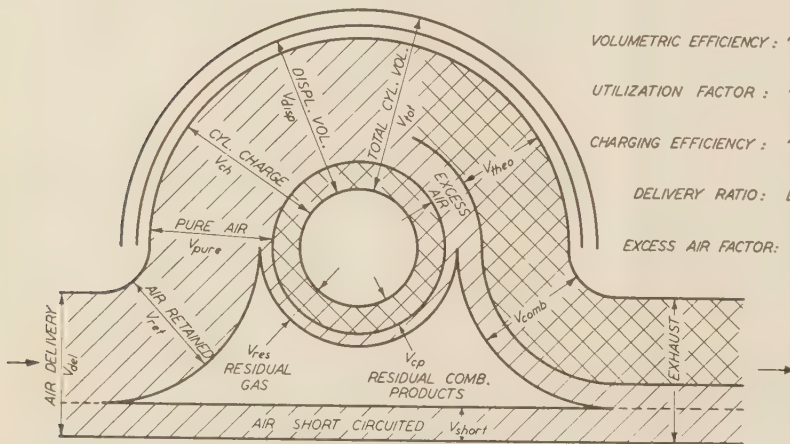 VOLUMETRIC EFFICIENCY :
UTILIZATION FACTOR :
CHARGING EFFICIENCY :
DELIVERY RATIO :
EXCESS AIR FACTOR:
DISPL. VOL.
Vdisp
TOTAL CYL. VOL.
Vtot
CYL. CHARGE
Vch
EXCESS
AIR
Vtheo
PURE AIR
Vpure
AIR RETAINED
Vret
Vcomb
AIR DELIVERY
Vdel
Vres
RESIDUAL
GAS
Vcp
RESIDUAL COMB.
PRODUCTS
EXHAUST
AIR SHORT CIRCUITED
Vshort